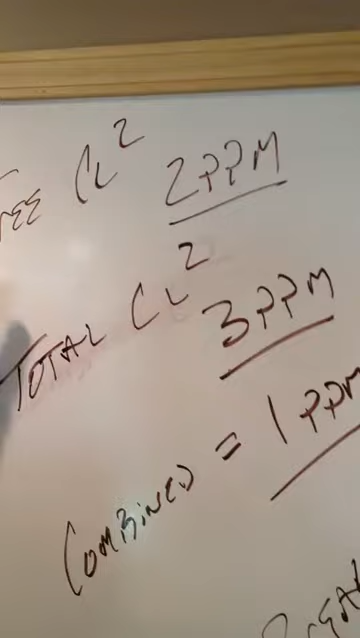 CL2 2PPM
TOTAL CL2 3PPM
COMBINED = 1 PPM